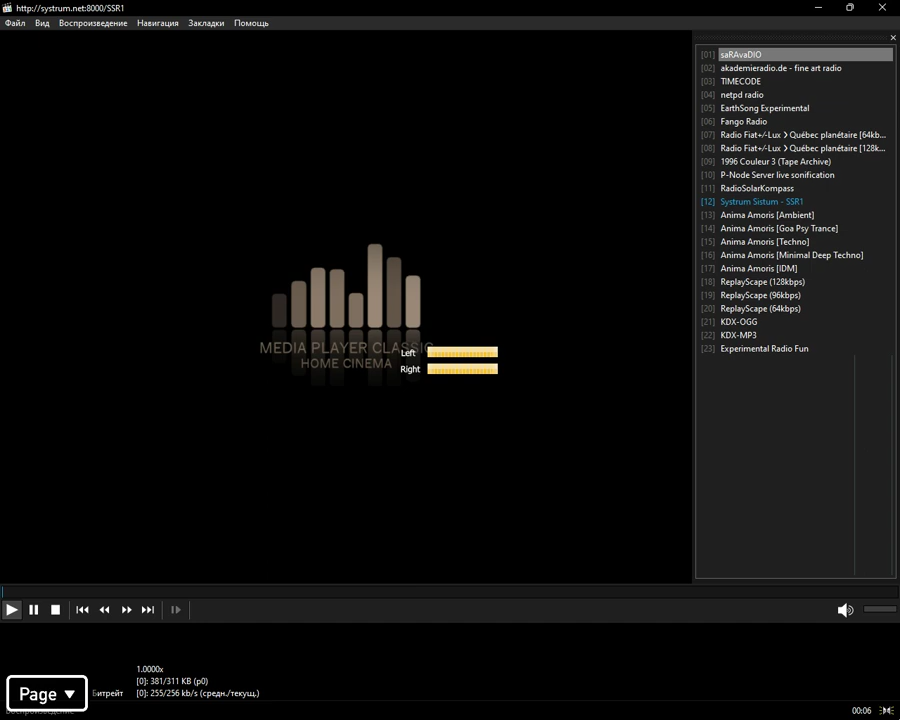 http://systrum.net:8000/SSR1
Файл Вид Воспроизведение Навигация Закладки Помощь
[01] saRAvaDIO
[02] akademieradio.de - fine art radio
[03] TIMECODE
[04] netpd radio
[05] EarthSong Experimental
[06] Fango Radio
[07] Radio Fiat+/-Lux > Québec planétaire [64kb...
[08] Radio Fiat+/-Lux > Québec planétaire [128k...
[09] 1996 Couleur 3 (Tape Archive)
[10] P-Node Server live sonification
[11] RadioSolarKompass
[12] Systrum Sistum - SSR1
[13] Anima Amoris [Ambient]
[14] Anima Amoris [Goa Psy Trance]
[15] Anima Amoris [Techno]
[16] Anima Amoris [Minimal Deep Techno]
[17] Anima Amoris [IDM]
[18] ReplayScape (128kbps)
[19] ReplayScape (96kbps)
[20] ReplayScape (64kbps)
[21] KDX-OGG
[22] KDX-MP3
[23] Experimental Radio Fun
MEDIA PLAYER CLASSIC
HOME CINEMA
Left
Right
1.0000x
[0]: 381/311 KB (p0)
Битрейт [0]: 255/256 kb/s (средн./текущ.)
Page ▼
00:06